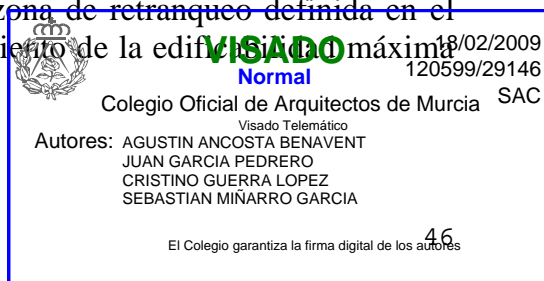 zona de retranqueo definida en el
de la edificabilidad máxima
VISADO 18/02/2009
Normal 120599/29146
Colegio Oficial de Arquitectos de Murcia SAC
Visado Telemático
Autores: AGUSTIN ANCOSTA BENAVENT
JUAN GARCIA PEDRERO
CRISTINO GUERRA LOPEZ
SEBASTIAN MIÑARRO GARCIA
46
El Colegio garantiza la firma digital de los autores